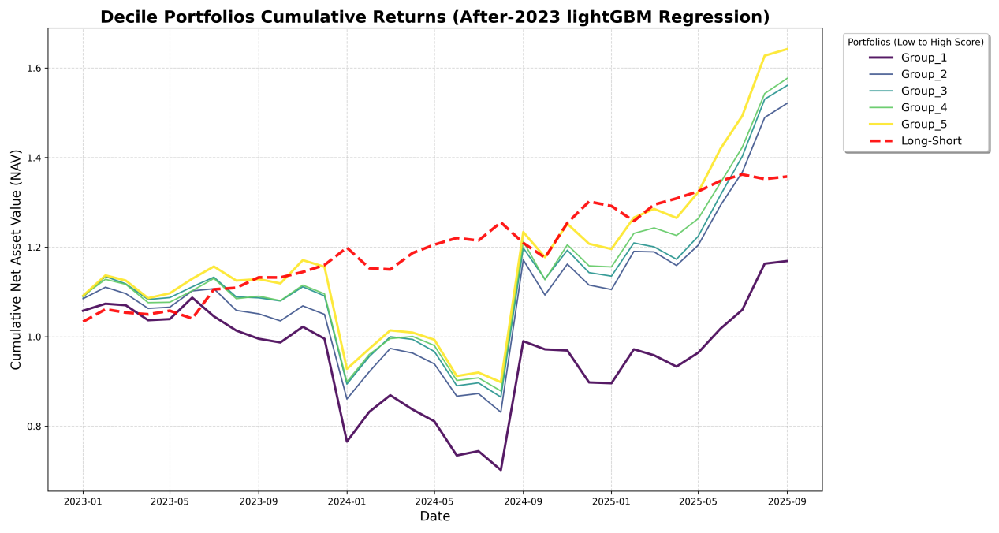 Decile Portfolios Cumulative Returns (After-2023 lightGBM Regression)
Portfolios (Low to High Score)
Group_1
Group_2
Group_3
Group_4
Group_5
Long-Short
Cumulative Net Asset Value (NAV)
1.6
1.4
1.2
1.0
0.8
2023-01 2023-05 2023-09 2024-01 2024-05 2024-09 2025-01 2025-05 2025-09
Date